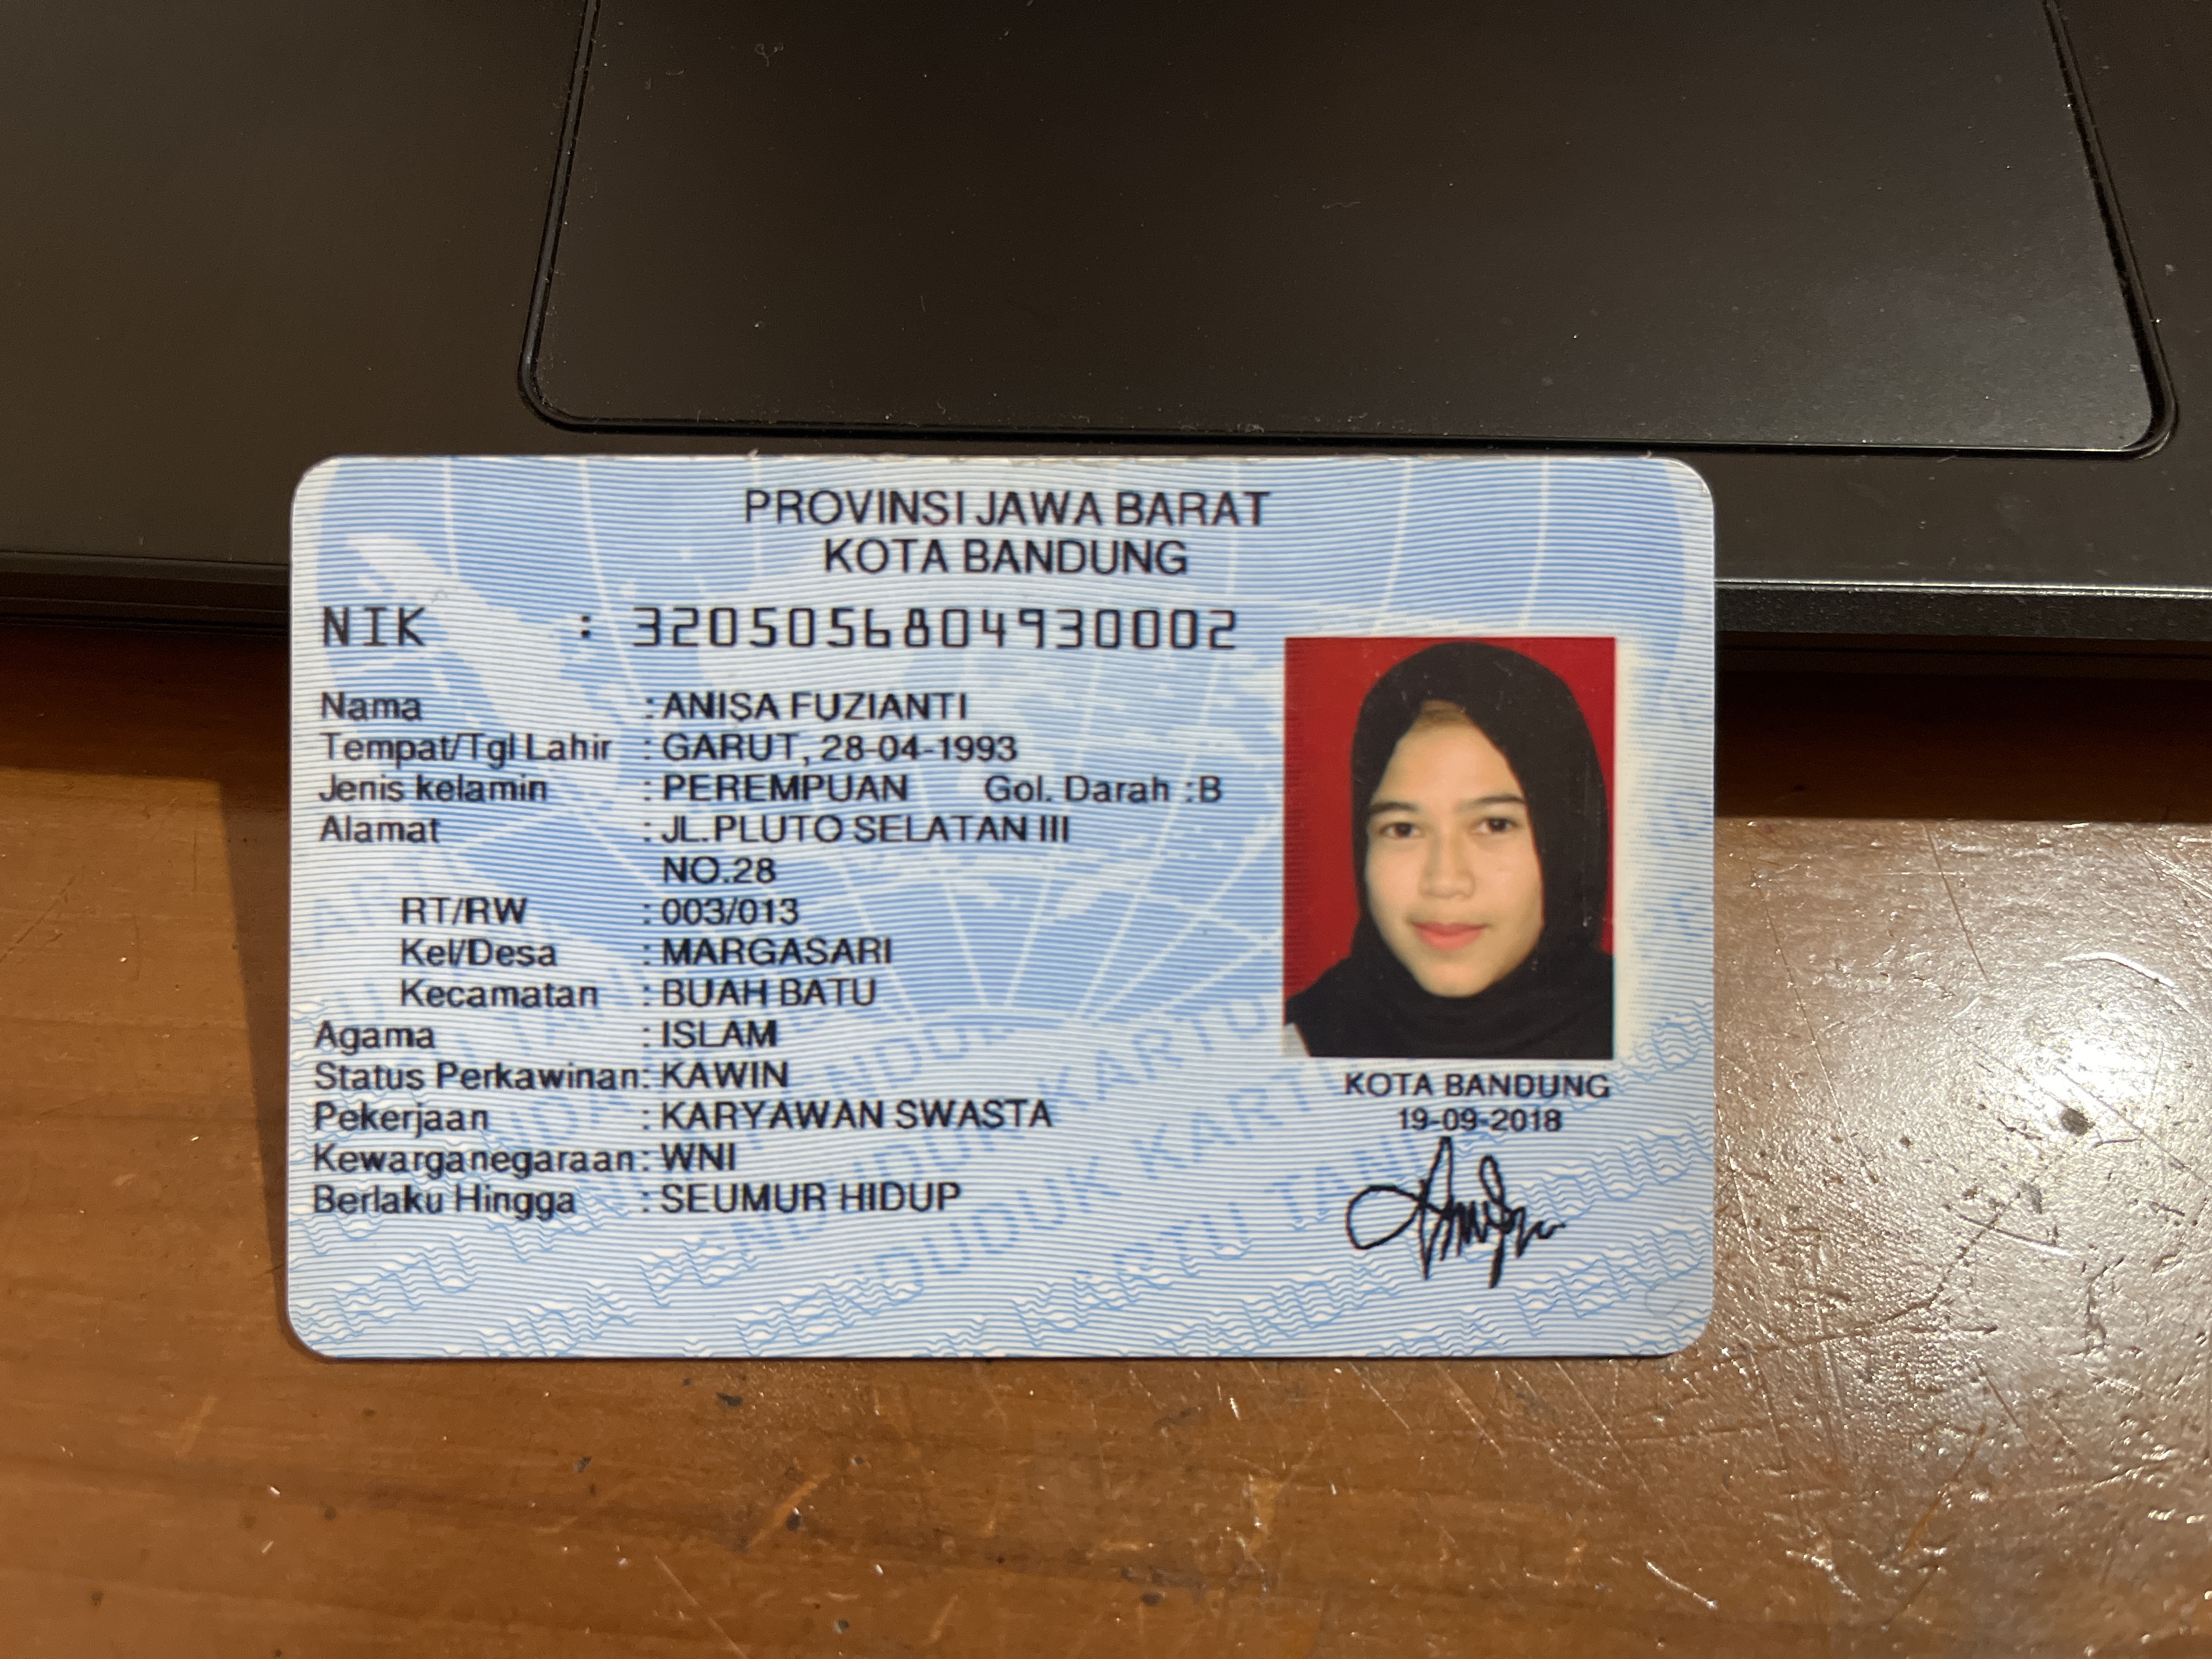 PROVINSI JAWA BARAT
KOTA BANDUNG
NIK : 3205056804930002
Nama : ANISA FUZIANTI
Tempat/Tgl Lahir : GARUT, 28-04-1993
Jenis kelamin : PEREMPUAN Gol. Darah : B
Alamat : JL.PLUTO SELATAN III
NO.28
RT/RW : 003/013
Kel/Desa : MARGASARI
Kecamatan : BUAH BATU
Agama : ISLAM
Status Perkawinan: KAWIN
Pekerjaan : KARYAWAN SWASTA
Kewarganegaraan: WNI
Berlaku Hingga : SEUMUR HIDUP
KOTA BANDUNG
19-09-2018